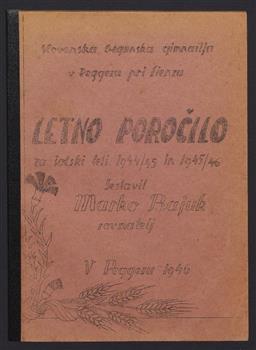 Slovenska begunska gimnazija
v Peggezu pri Lienzu
LETNO POROČILO
za šolski leti 1944/45 in 1945/46
Sestavil
Marko Bajuk
ravnatelj
V Peggezu 1946